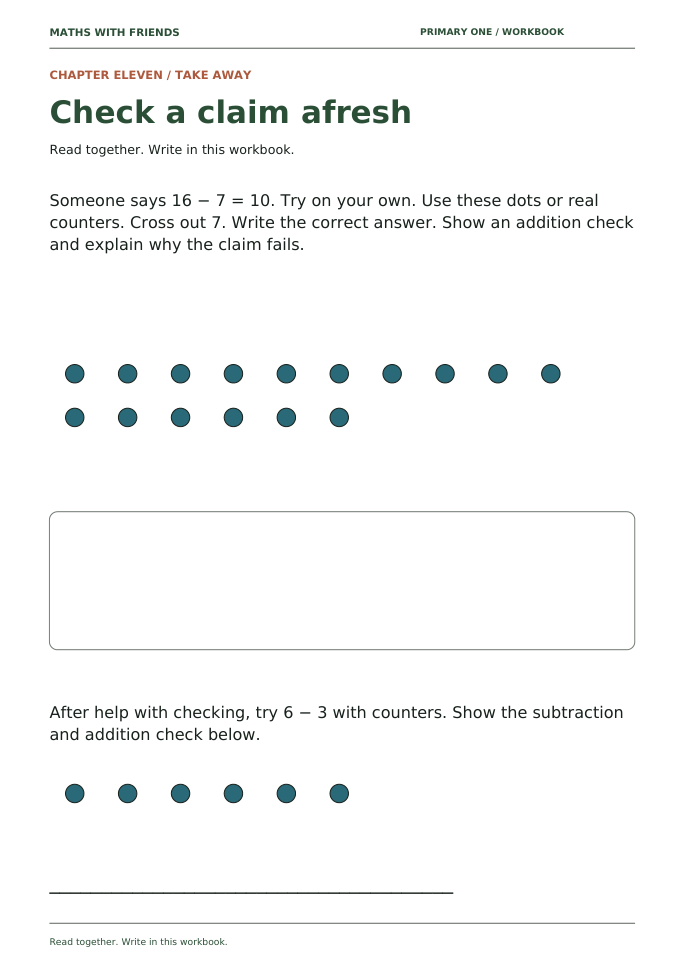 MATHS WITH FRIENDS
PRIMARY ONE / WORKBOOK
CHAPTER ELEVEN / TAKE AWAY
Check a claim afresh
Read together. Write in this workbook.
Someone says 16 − 7 = 10. Try on your own. Use these dots or real
counters. Cross out 7. Write the correct answer. Show an addition check
and explain why the claim fails.
After help with checking, try 6 − 3 with counters. Show the subtraction
and addition check below.
Read together. Write in this workbook.